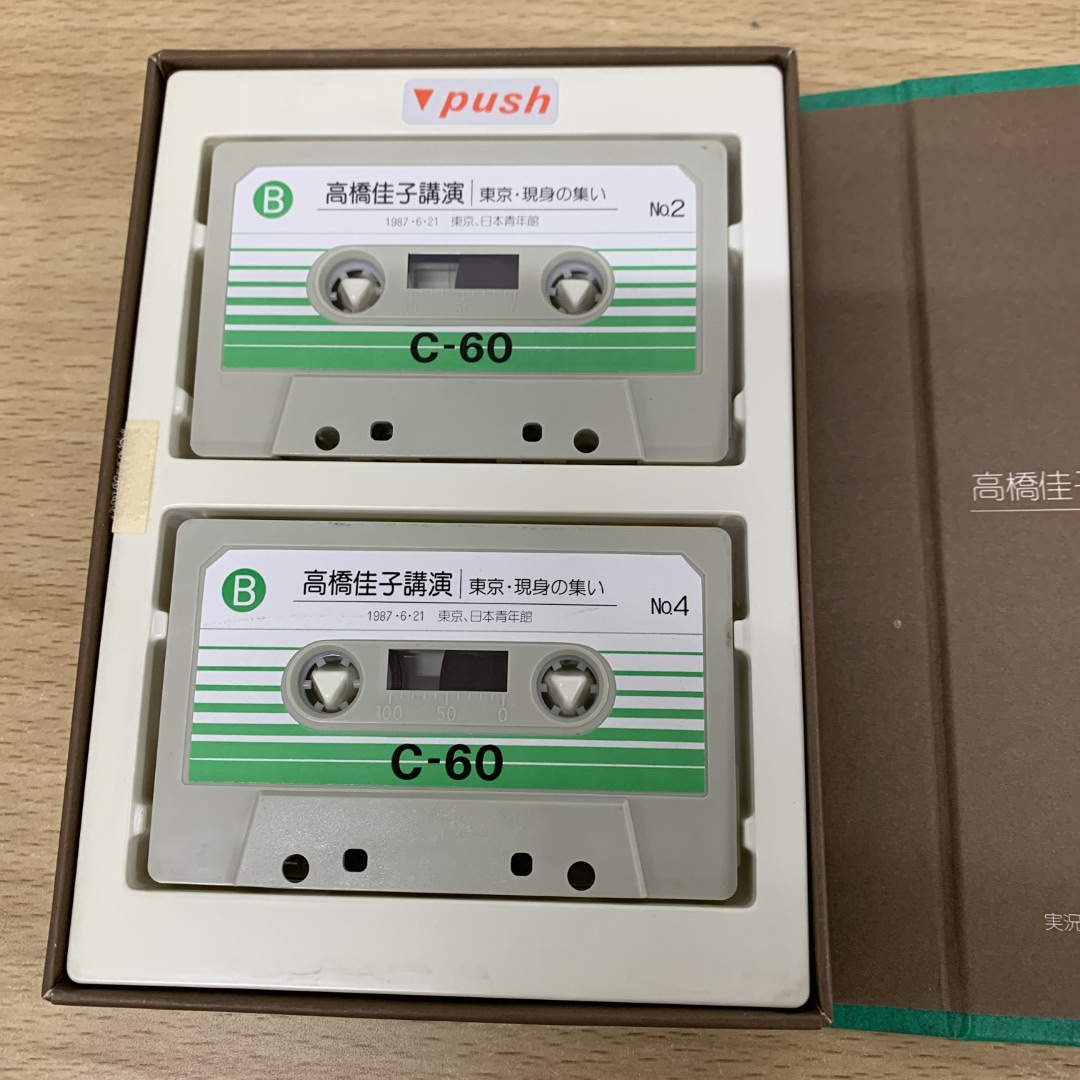 ▼push
B
高橋佳子講演|東京・現身の集い
No.2
1987・6・21 東京、日本青年館
C-60
B
高橋佳子講演|東京・現身の集い
No.4
1987・6・21 東京、日本青年館
100 50 0
C-60
高橋佳子
実況